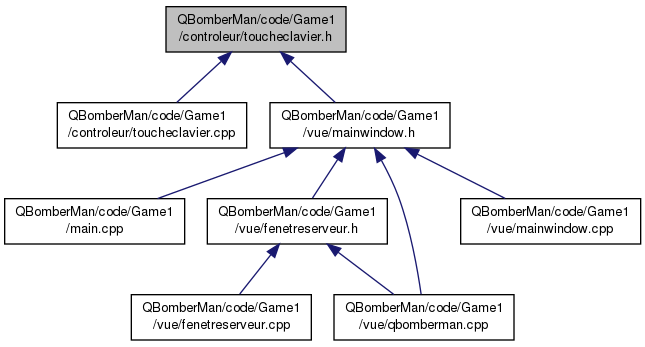 QBomberMan/code/Game1
/controleur/toucheclavier.h
QBomberMan/code/Game1
/controleur/toucheclavier.cpp
QBomberMan/code/Game1
/vue/mainwindow.h
QBomberMan/code/Game1
/main.cpp
QBomberMan/code/Game1
/vue/fenetreserveur.h
QBomberMan/code/Game1
/vue/mainwindow.cpp
QBomberMan/code/Game1
/vue/fenetreserveur.cpp
QBomberMan/code/Game1
/vue/qbomberman.cpp